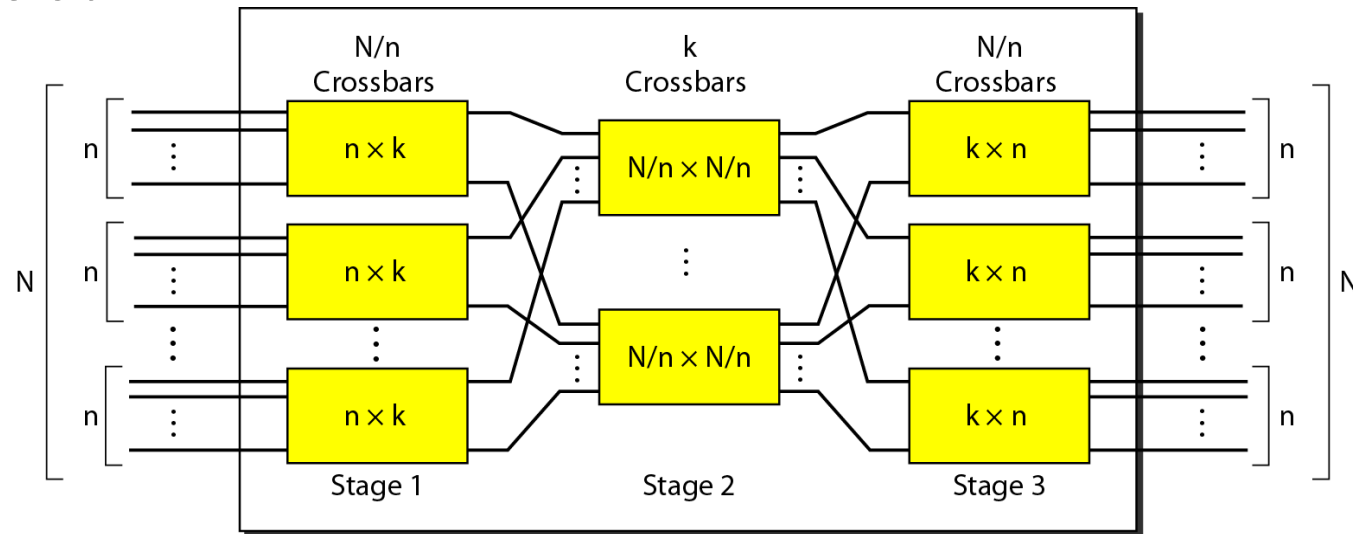 N/n
Crossbars
k
Crossbars
N/n
Crossbars
n
n × k
N/n × N/n
k × n
n
N
n
n × k
k × n
n
N
n
n × k
N/n × N/n
k × n
n
Stage 1
Stage 2
Stage 3